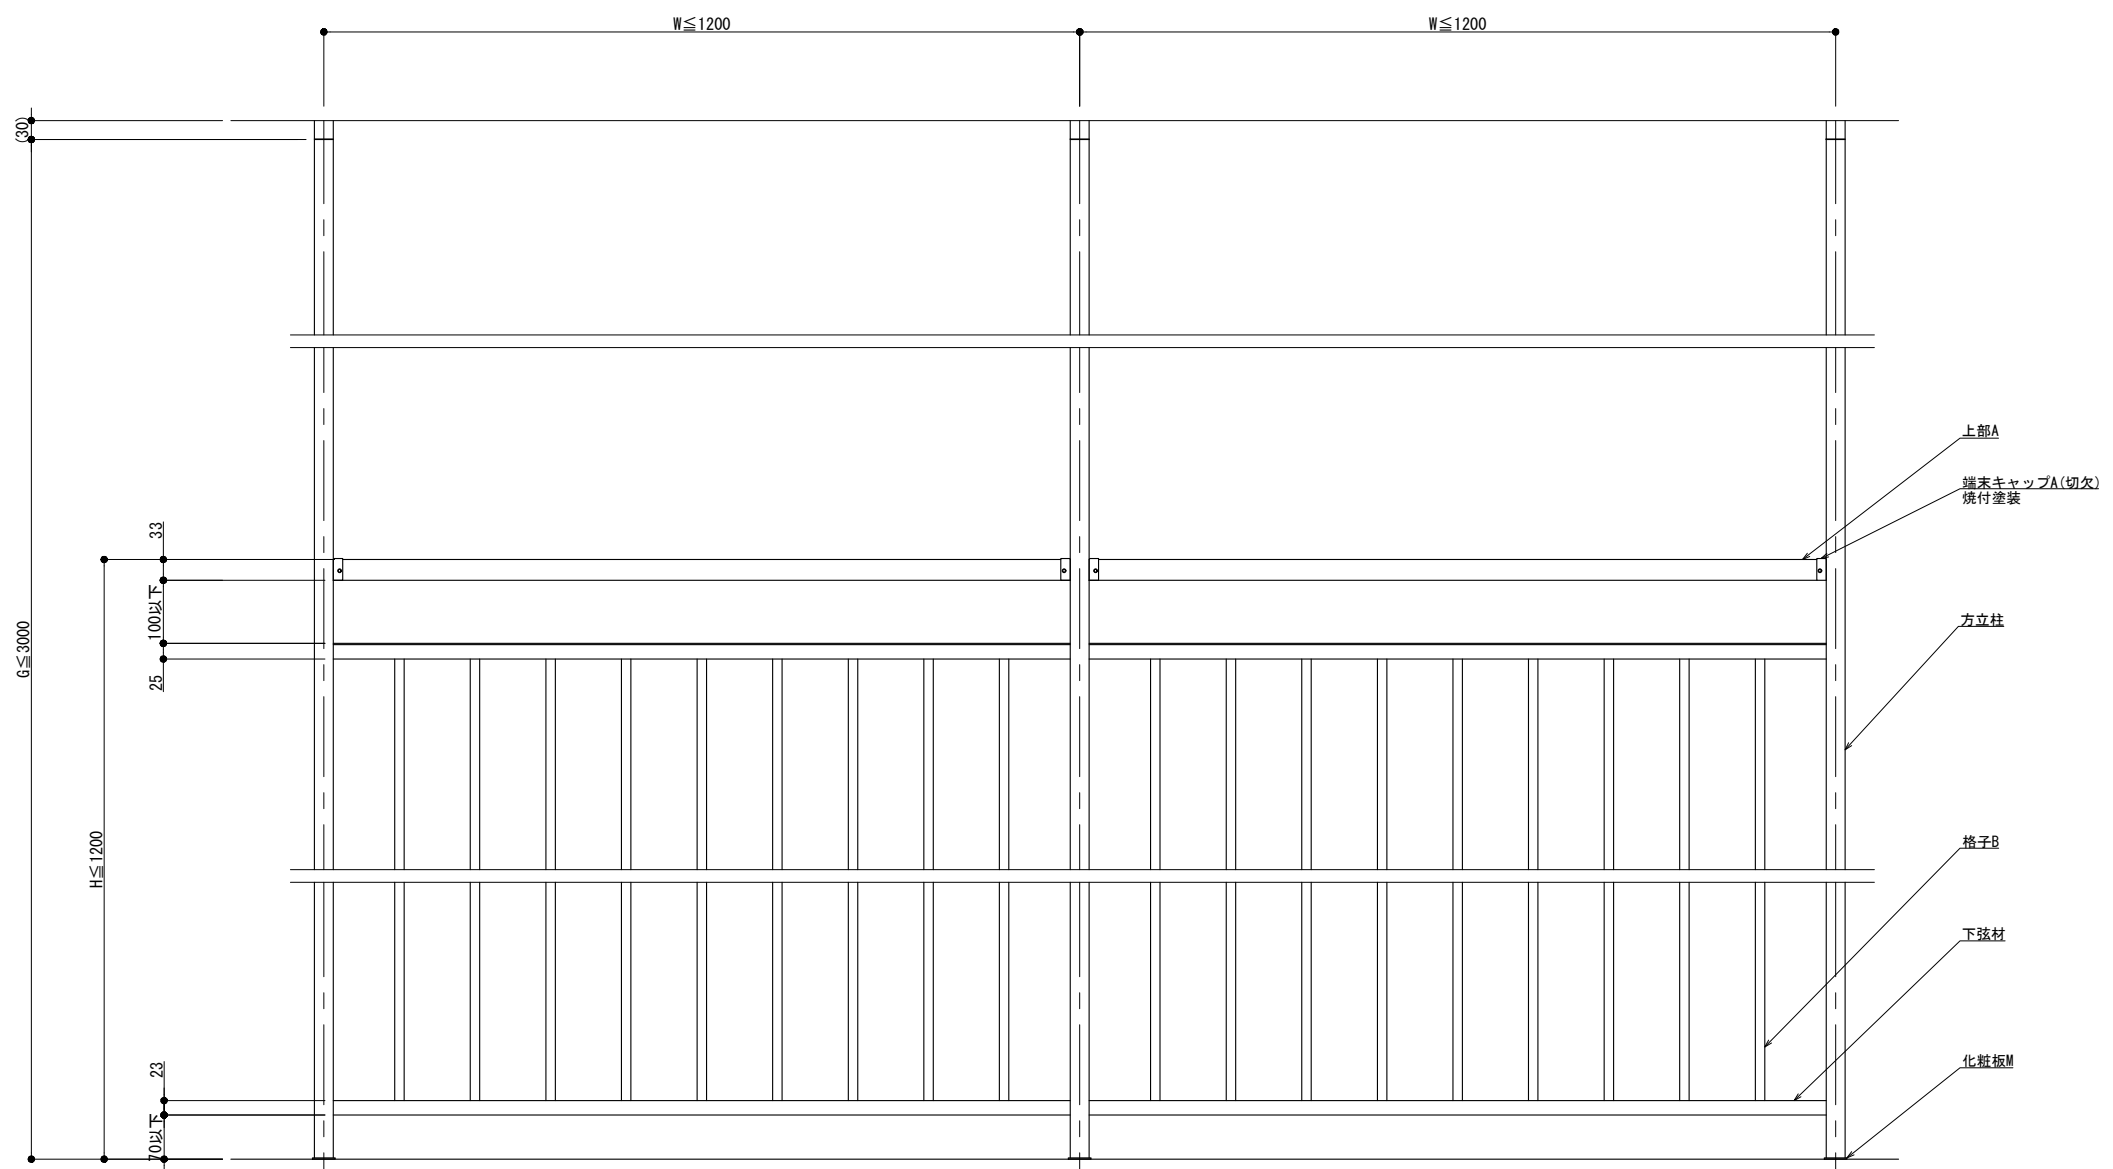 W≦1200
W≦1200
(30)
上部A
端末キャップA(切欠)
焼付塗装
33
100以下
25
G≦3000
方立柱
H≦1200
格子B
下弦材
23
化粧板M
70以下